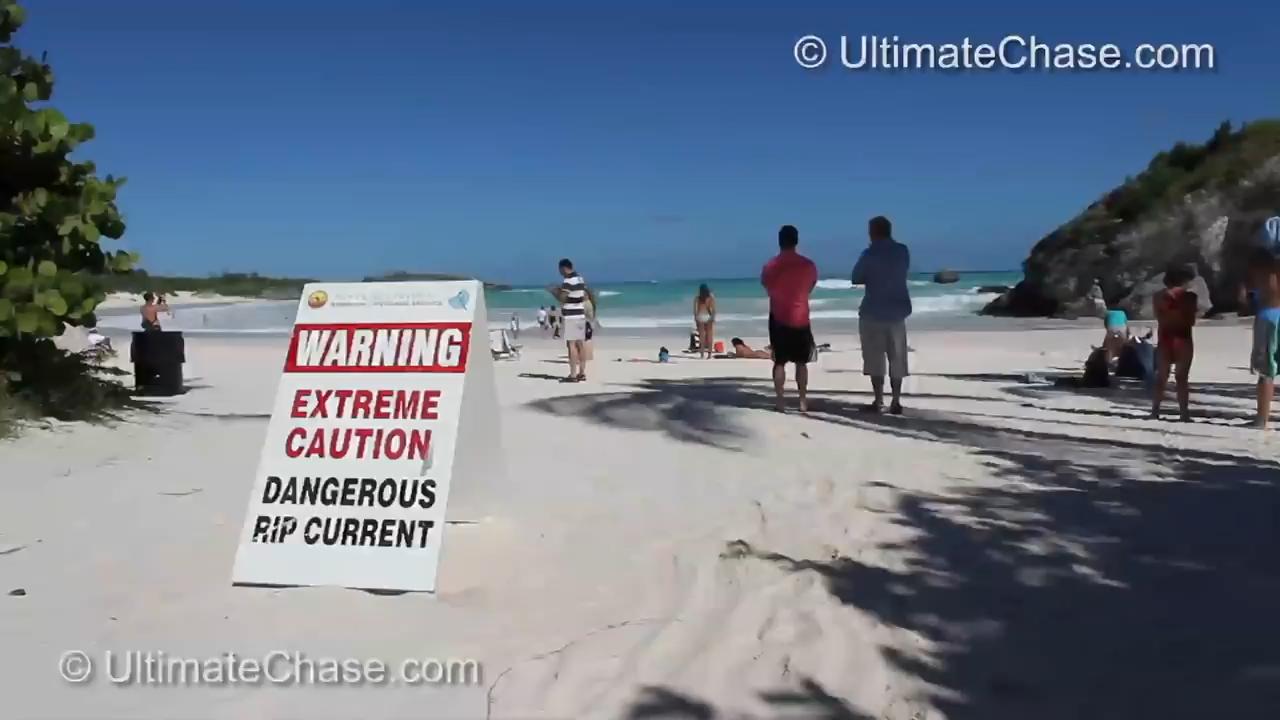 © UltimateChase.com
WARNING
EXTREME
CAUTION
DANGEROUS
RIP CURRENT
© UltimateChase.com